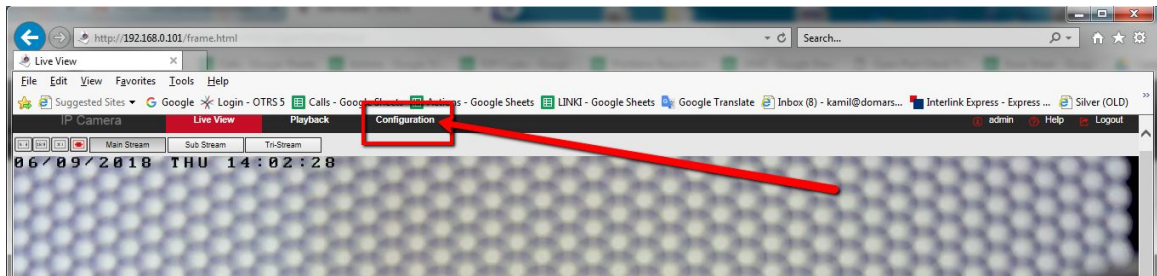 http://192.168.0.101/frame.html Search...
Live View
File Edit View Favorites Tools Help
Suggested Sites Google Login - OTRS 5 Calls - Google Sheets Actions - Google Sheets LINKI - Google Sheets Google Translate Inbox (8) - kamil@domars... Interlink Express - Express ... Silver (OLD)
IP Camera Live View Playback Configuration admin Help Logout
Main Stream Sub Stream Tri-Stream
06/09/2018 THU 14:02:28